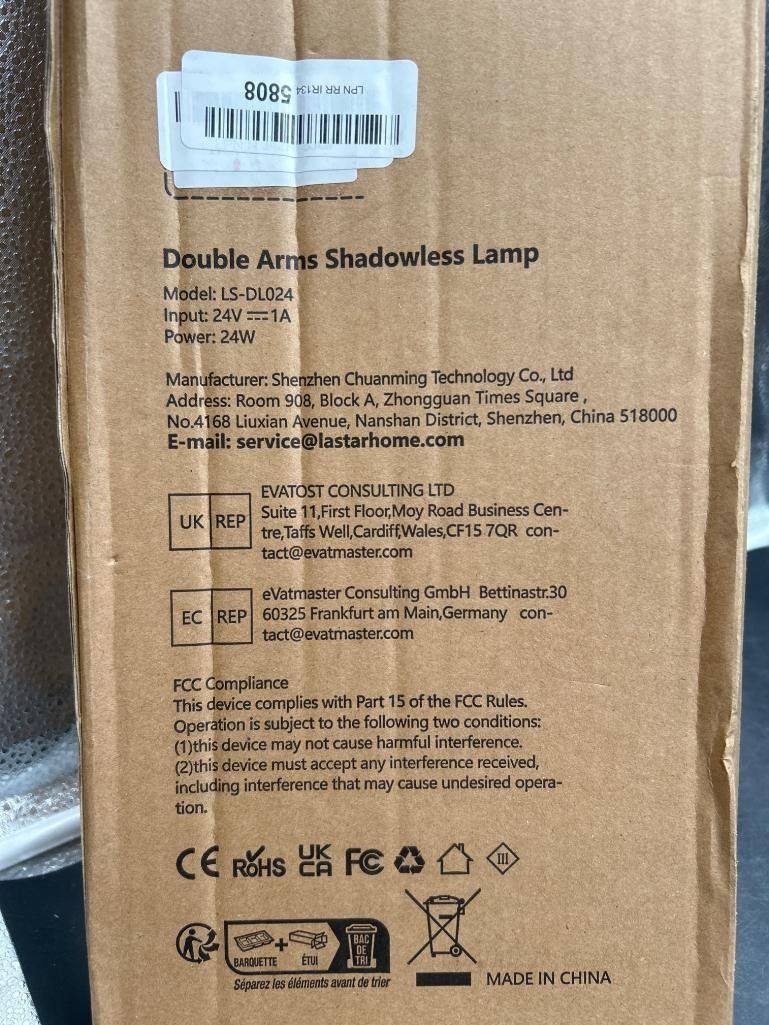 LPN RR IR134 5808
Double Arms Shadowless Lamp
Model: LS-DL024
Input: 24V ⎓ 1A
Power: 24W
Manufacturer: Shenzhen Chuanming Technology Co., Ltd
Address: Room 908, Block A, Zhongguan Times Square ,
No.4168 Liuxian Avenue, Nanshan District, Shenzhen, China 518000
E-mail: service@lastarhome.com
UK REP
EVATOST CONSULTING LTD
Suite 11,First Floor,Moy Road Business Cen-
tre,Taffs Well,Cardiff,Wales,CF15 7QR con-
tact@evatmaster.com
EC REP
eVatmaster Consulting GmbH Bettinastr.30
60325 Frankfurt am Main,Germany con-
tact@evatmaster.com
FCC Compliance
This device complies with Part 15 of the FCC Rules.
Operation is subject to the following two conditions:
(1)this device may not cause harmful interference.
(2)this device must accept any interference received,
including interference that may cause undesired opera-
tion.
CE RoHS UK CA FC III
BARQUETTE + ÉTUI BAC DE TRI
Séparez les éléments avant de trier
MADE IN CHINA